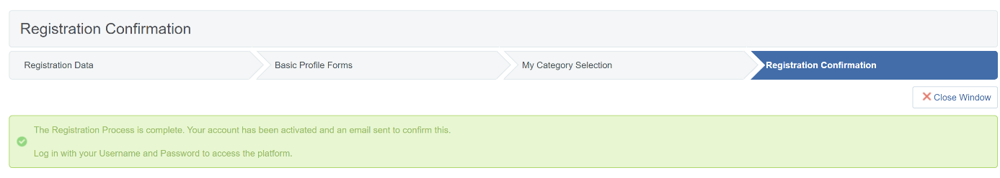 Registration Confirmation
Registration Data
Basic Profile Forms
My Category Selection
Registration Confirmation
Close Window
The Registration Process is complete. Your account has been activated and an email sent to confirm this.
Log in with your Username and Password to access the platform.